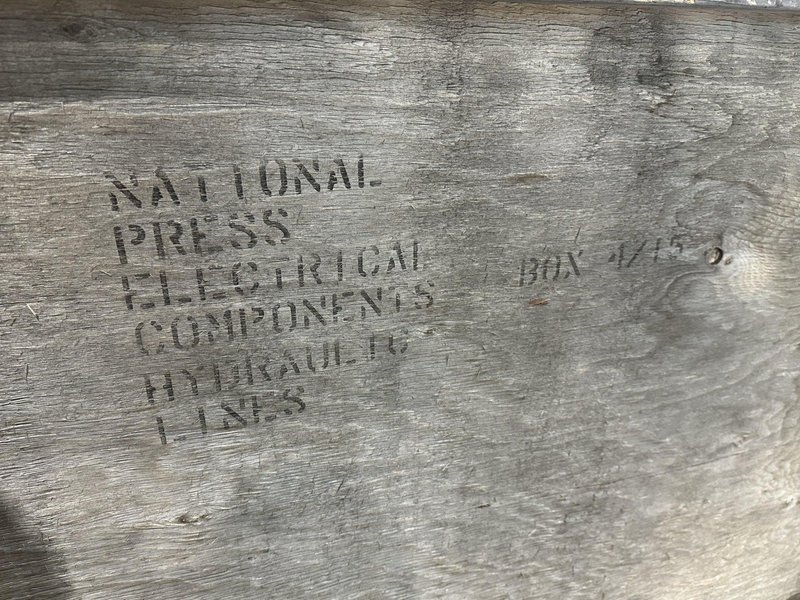 NATIONAL
PRESS
ELECTRICAL
COMPONENTS
HYDRAULIC
LINES
BOX 4/15